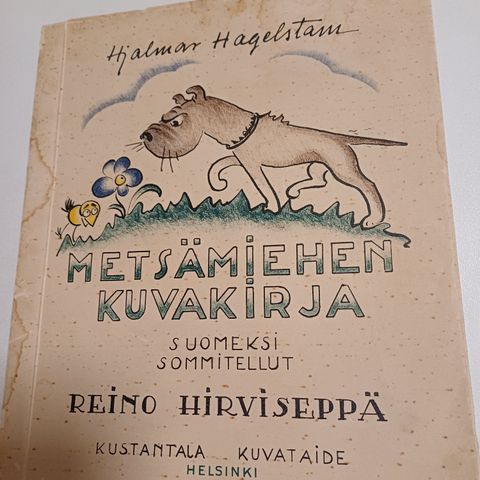 Hjalmar Hagelstam
METSÄMIEHEN
KUVAKIRJA
SUOMEKSI
SOMMITELLUT
REINO HIRVISEPPÄ
KUSTANTALA KUVATAIDE
HELSINKI